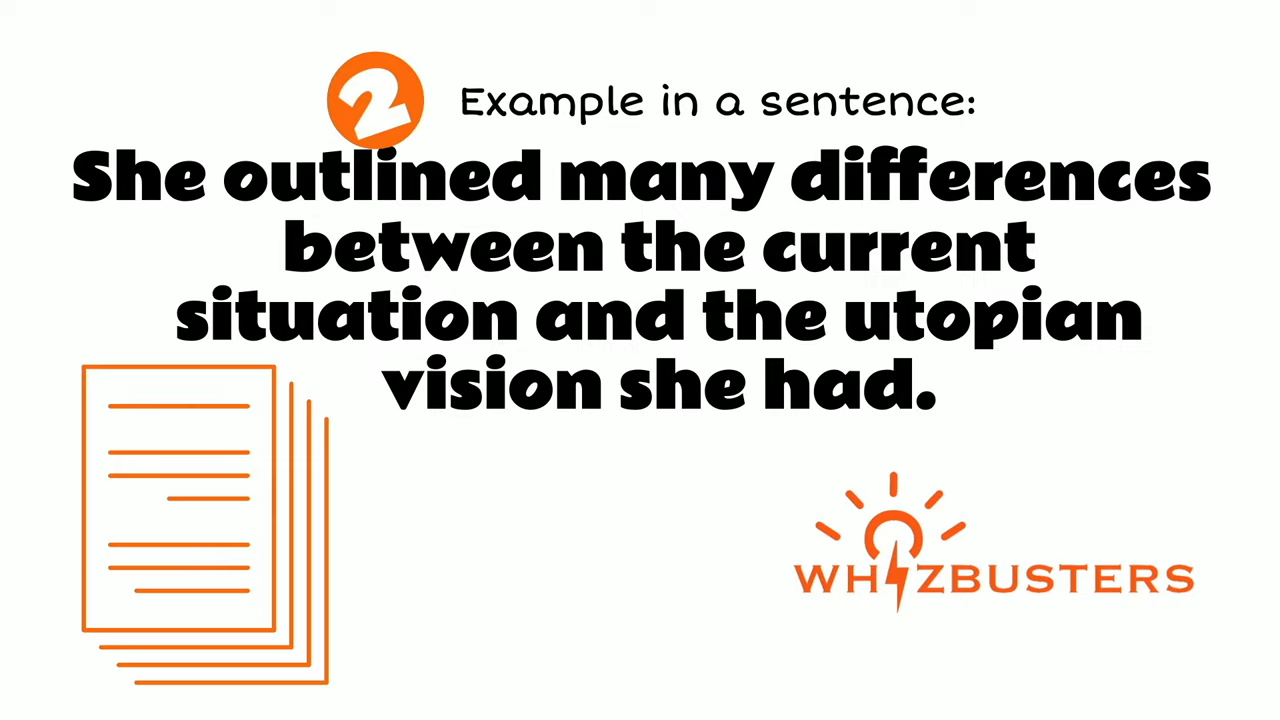 2 Example in a sentence:
She outlined many differences
between the current
situation and the utopian
vision she had.
WHIZBUSTERS